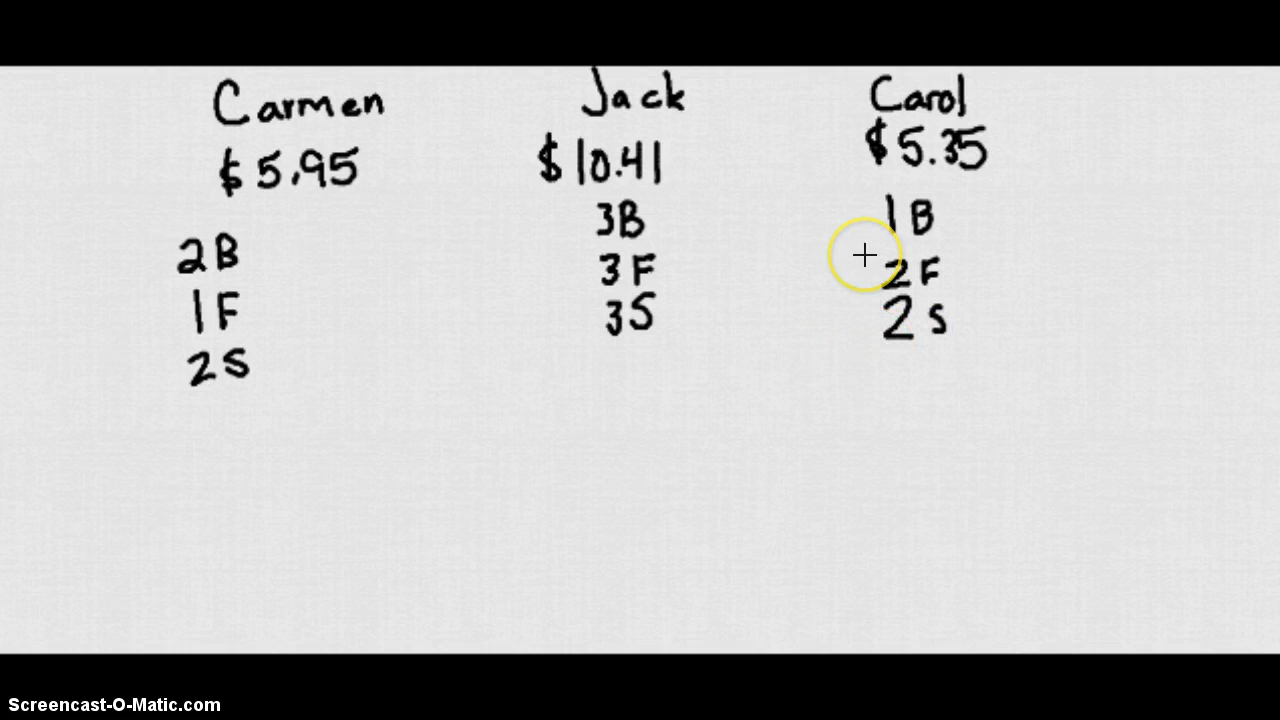 Carmen
$5.95
2B
1F
2S
Jack
$10.41
3B
3F
3S
Carol
$5.35
1B
2F
2S
Screencast-O-Matic.com